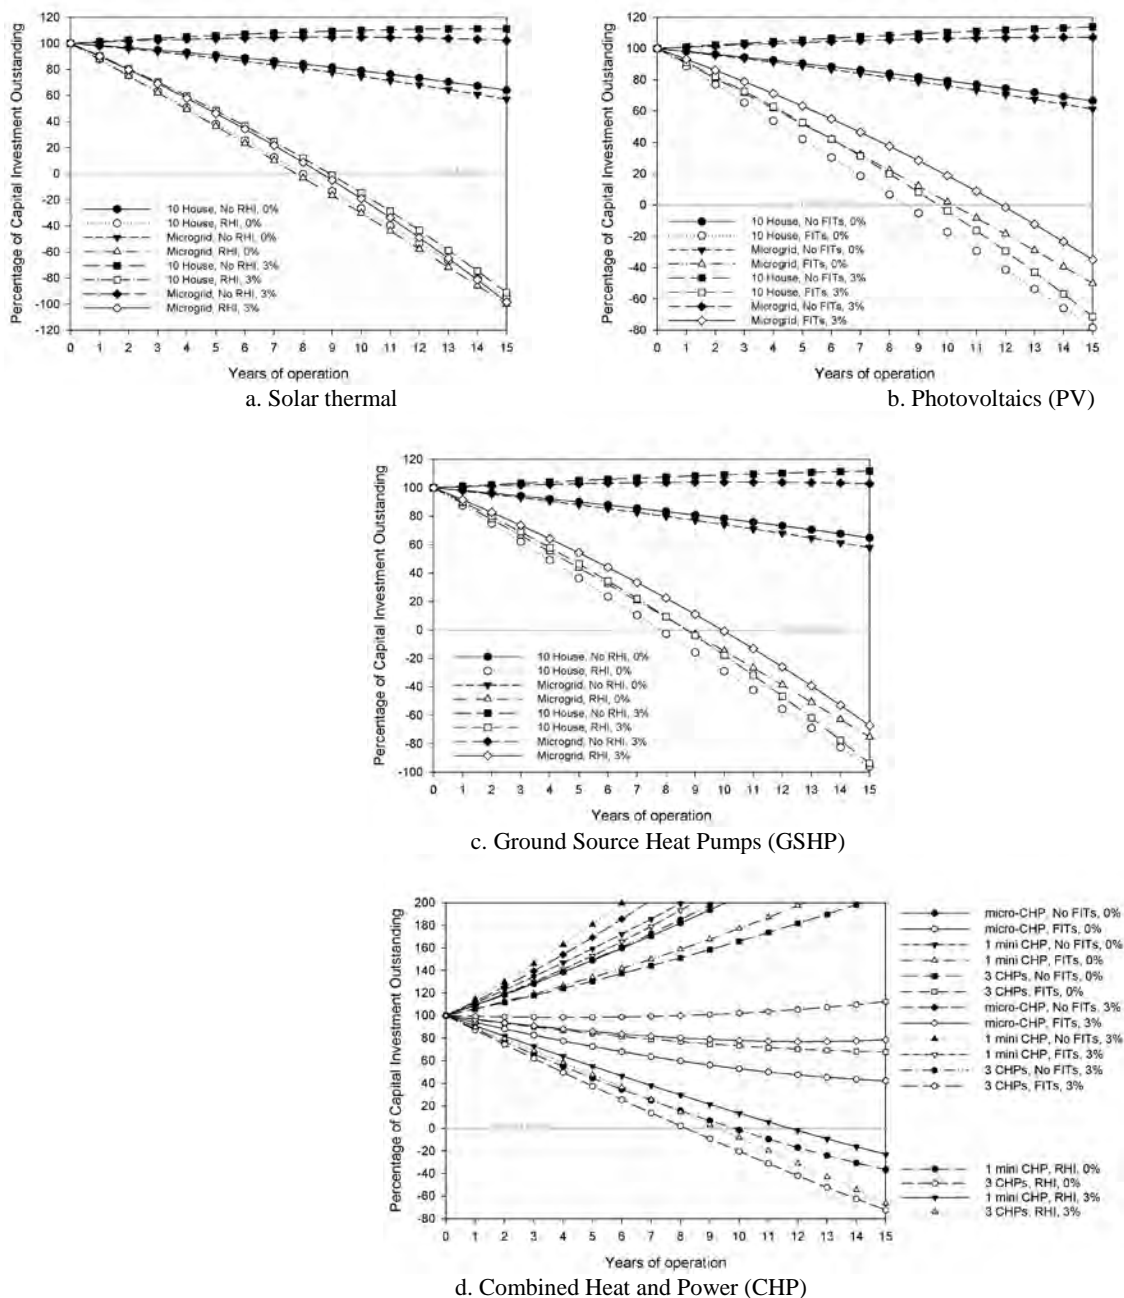 120
100
80
60
40
20
0
-20
-40
-60
-80
-100
-120
Percentage of Capital Investment Outstanding
10 House, No RHI, 0%
10 House, RHI, 0%
Microgrid, No RHI, 0%
Microgrid, RHI, 0%
10 House, No RHI, 3%
10 House, RHI, 3%
Microgrid, No RHI, 3%
Microgrid, RHI, 3%
0 1 2 3 4 5 6 7 8 9 10 11 12 13 14 15
Years of operation
a. Solar thermal
120
100
80
60
40
20
0
-20
-40
-60
-80
Percentage of Capital Investment Outstanding
10 House, No FITs, 0%
10 House, FITs, 0%
Microgrid, No FITs, 0%
Microgrid, FITs, 0%
10 House, No FITs, 3%
10 House, FITs, 3%
Microgrid, No FITs, 3%
Microgrid, FITs, 3%
0 1 2 3 4 5 6 7 8 9 10 11 12 13 14 15
Years of operation
b. Photovoltaics (PV)
120
100
80
60
40
20
0
-20
-40
-60
-80
-100
Percentage of Capital Investment Outstanding
10 House, No RHI, 0%
10 House, RHI, 0%
Microgrid, No RHI, 0%
Microgrid, RHI, 0%
10 House, No RHI, 3%
10 House, RHI, 3%
Microgrid, No RHI, 3%
Microgrid, RHI, 3%
0 1 2 3 4 5 6 7 8 9 10 11 12 13 14 15
Years of operation
c. Ground Source Heat Pumps (GSHP)
200
180
160
140
120
100
80
60
40
20
0
-20
-40
-60
-80
Percentage of Capital Investment Outstanding
0 1 2 3 4 5 6 7 8 9 10 11 12 13 14 15
Years of operation
micro-CHP, No FITs, 0%
micro-CHP, FITs, 0%
1 mini CHP, No FITs, 0%
1 mini CHP, FITs, 0%
3 CHPs, No FITs, 0%
3 CHPs, FITs, 0%
micro-CHP, No FITs, 3%
micro-CHP, FITs, 3%
1 mini CHP, No FITs, 3%
1 mini CHP, FITs, 3%
3 CHPs, No FITs, 3%
3 CHPs, FITs, 3%
1 mini CHP, RHI, 0%
3 CHPs, RHI, 0%
1 mini CHP, RHI, 3%
3 CHPs, RHI, 3%
d. Combined Heat and Power (CHP)